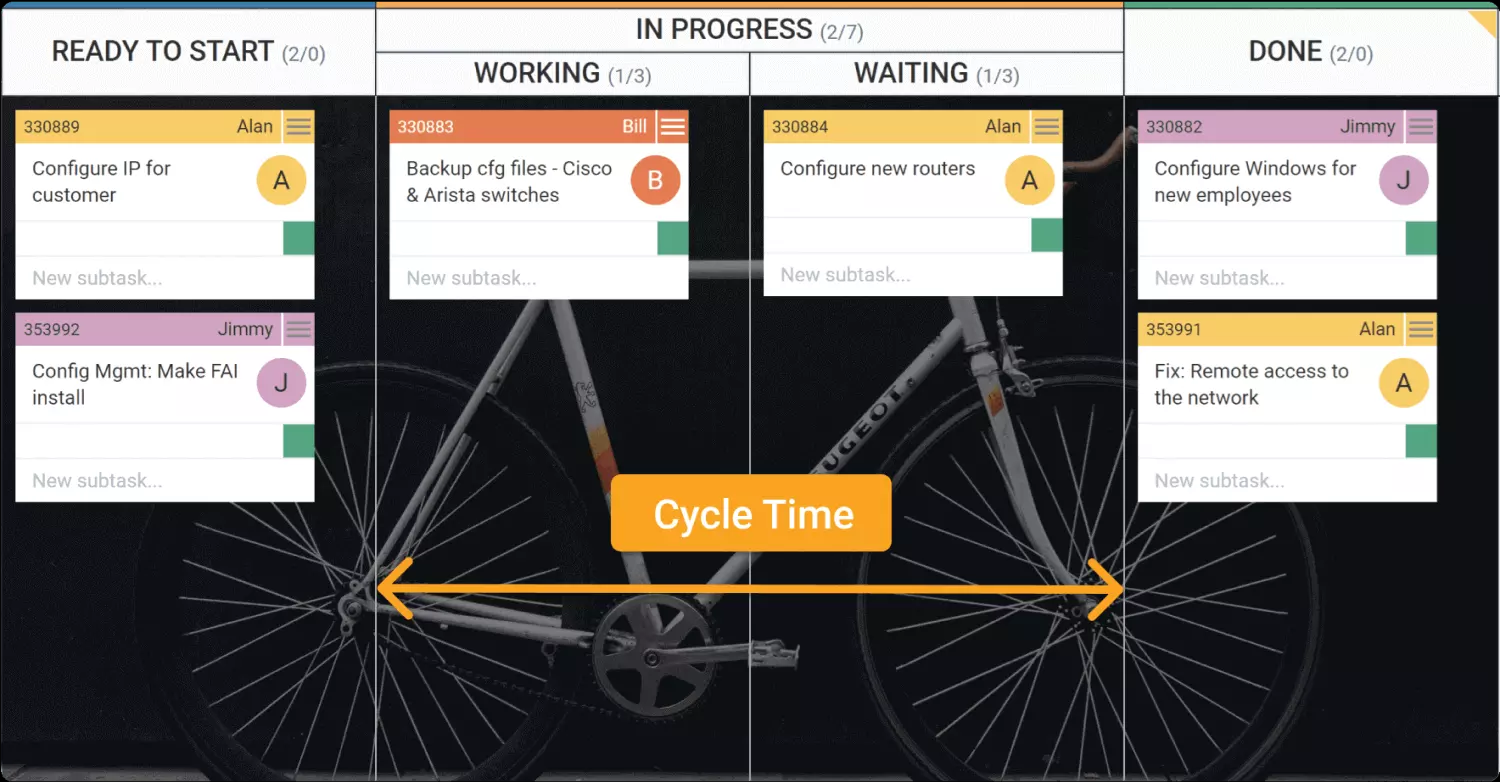 READY TO START (2/0)
IN PROGRESS (2/7)
WORKING (1/3)
WAITING (1/3)
DONE (2/0)
330889 Alan
Configure IP for
customer
A
New subtask...
353992 Jimmy
Config Mgmt: Make FAI
install
J
New subtask...
330883 Bill
Backup cfg files - Cisco
& Arista switches
B
New subtask...
330884 Alan
Configure new routers
A
New subtask...
330882 Jimmy
Configure Windows for
new employees
J
New subtask...
353991 Alan
Fix: Remote access to
the network
A
New subtask...
Cycle Time
EUGEOT.